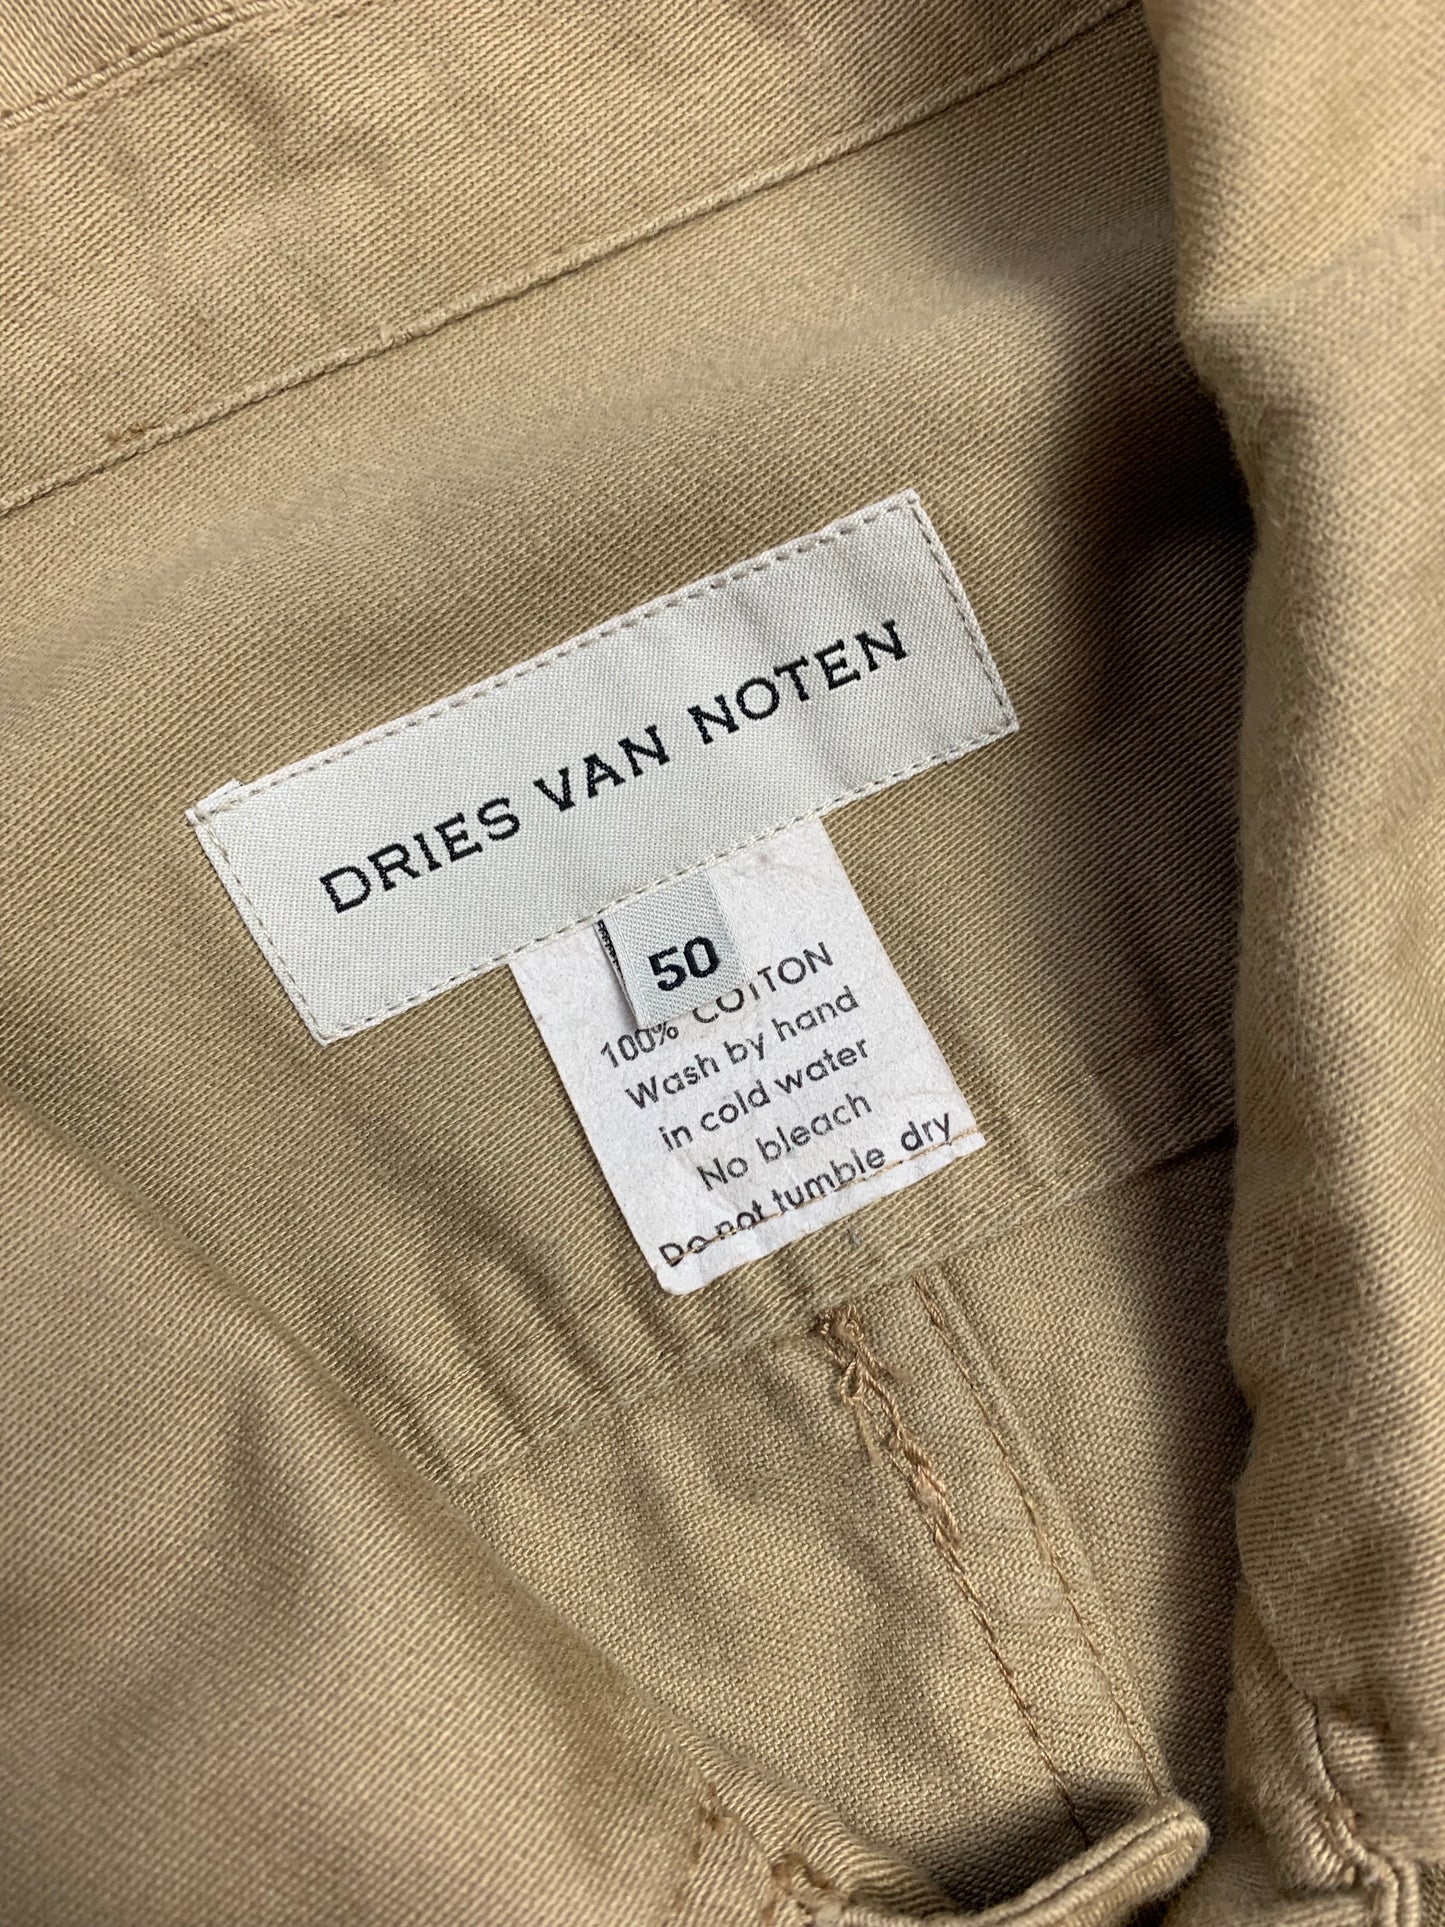 DRIES VAN NOTEN
50
100% COTTON
Wash by hand
in cold water
No bleach
Do not tumble dry